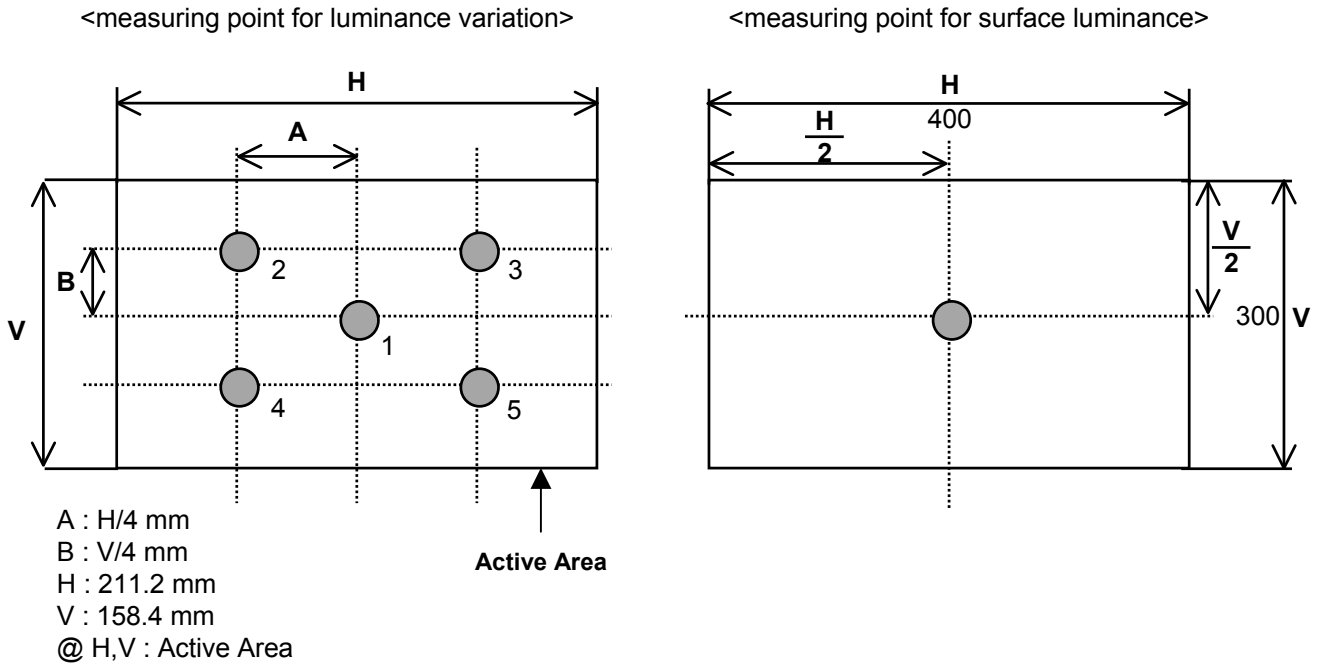 <measuring point for luminance variation>
<measuring point for surface luminance>
H
A
B
V
2
3
1
4
5
Active Area
A : H/4 mm
B : V/4 mm
H : 211.2 mm
V : 158.4 mm
@ H,V : Active Area
H
400
H
2
V
2
300
V